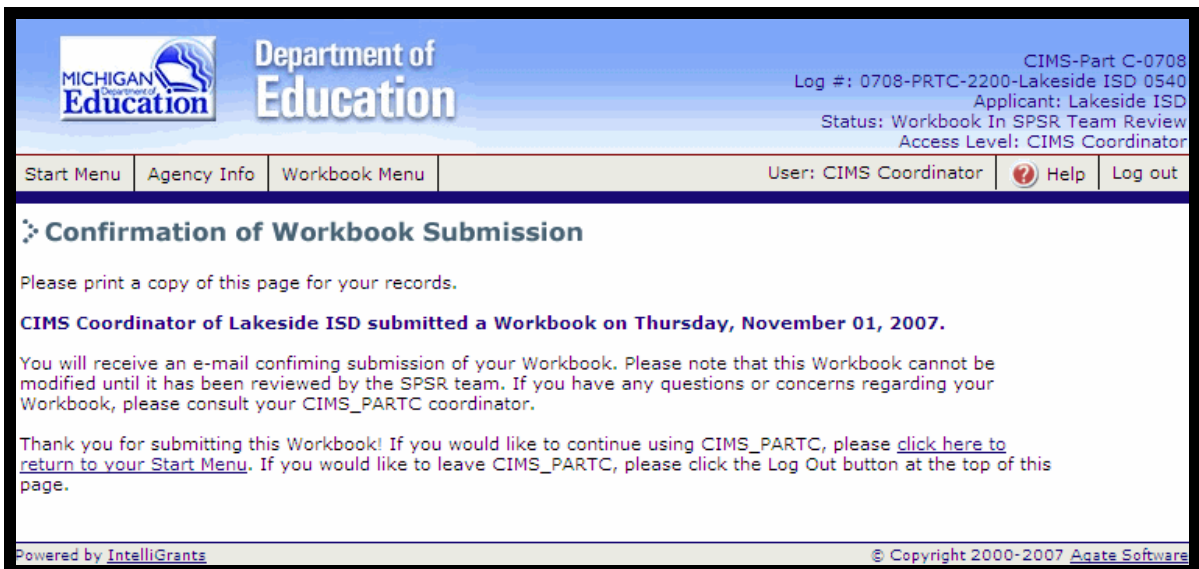 MICHIGAN
Department of
Education
Department of
Education
CIMS-Part C-0708
Log #: 0708-PRTC-2200-Lakeside ISD 0540
Applicant: Lakeside ISD
Status: Workbook In SPSR Team Review
Access Level: CIMS Coordinator
Start Menu Agency Info Workbook Menu User: CIMS Coordinator ? Help Log out
Confirmation of Workbook Submission
Please print a copy of this page for your records.
CIMS Coordinator of Lakeside ISD submitted a Workbook on Thursday, November 01, 2007.
You will receive an e-mail confiming submission of your Workbook. Please note that this Workbook cannot be
modified until it has been reviewed by the SPSR team. If you have any questions or concerns regarding your
Workbook, please consult your CIMS_PARTC coordinator.
Thank you for submitting this Workbook! If you would like to continue using CIMS_PARTC, please click here to
return to your Start Menu. If you would like to leave CIMS_PARTC, please click the Log Out button at the top of this
page.
Powered by IntelliGrants © Copyright 2000-2007 Agate Software